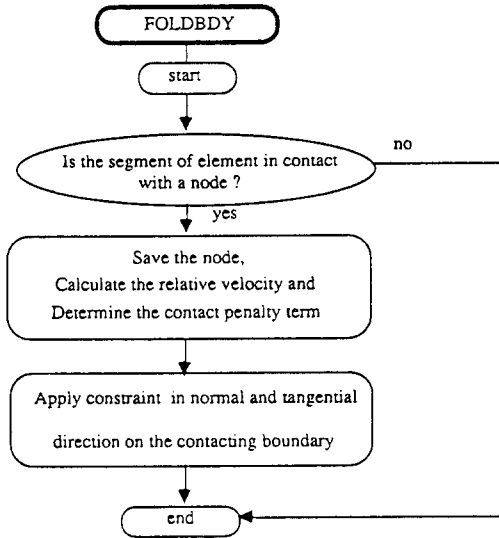 FOLDBDY
start
Is the segment of element in contact
with a node ?
no
yes
Save the node,
Calculate the relative velocity and
Determine the contact penalty term
Apply constraint in normal and tangential
direction on the contacting boundary
end